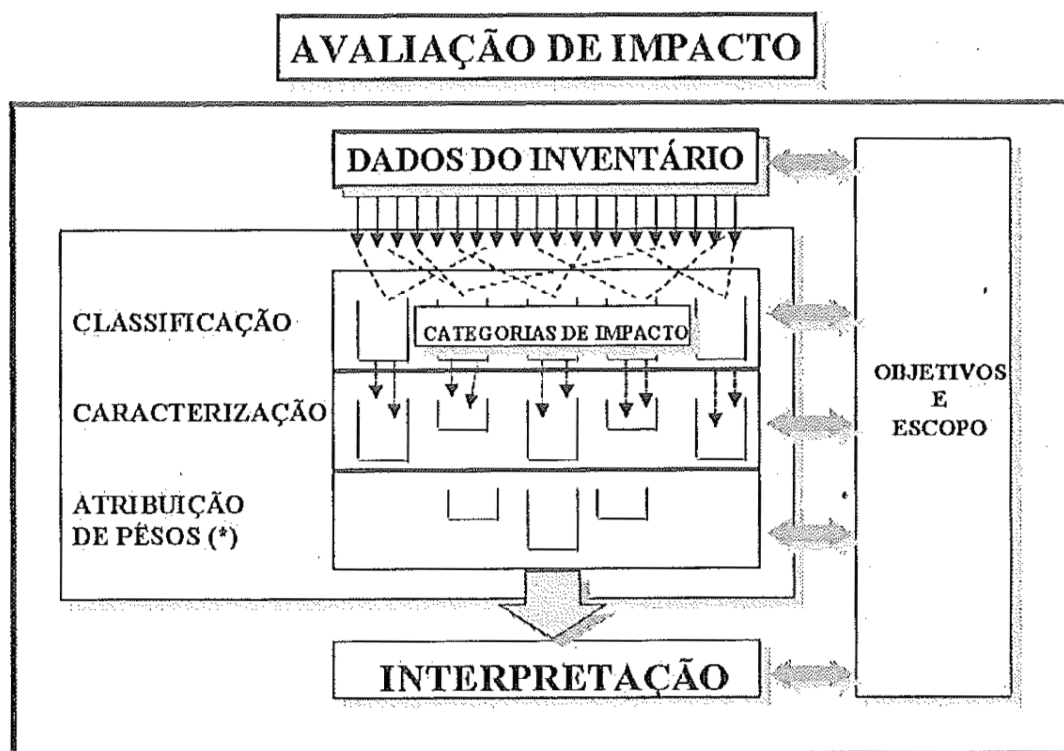 AVALIAÇÃO DE IMPACTO
DADOS DO INVENTÁRIO
CLASSIFICAÇÃO
CATEGORIAS DE IMPACTO
CARACTERIZAÇÃO
OBJETIVOS
E
ESCOPO
ATRIBUIÇÃO
DE PÊSOS (*)
INTERPRETAÇÃO